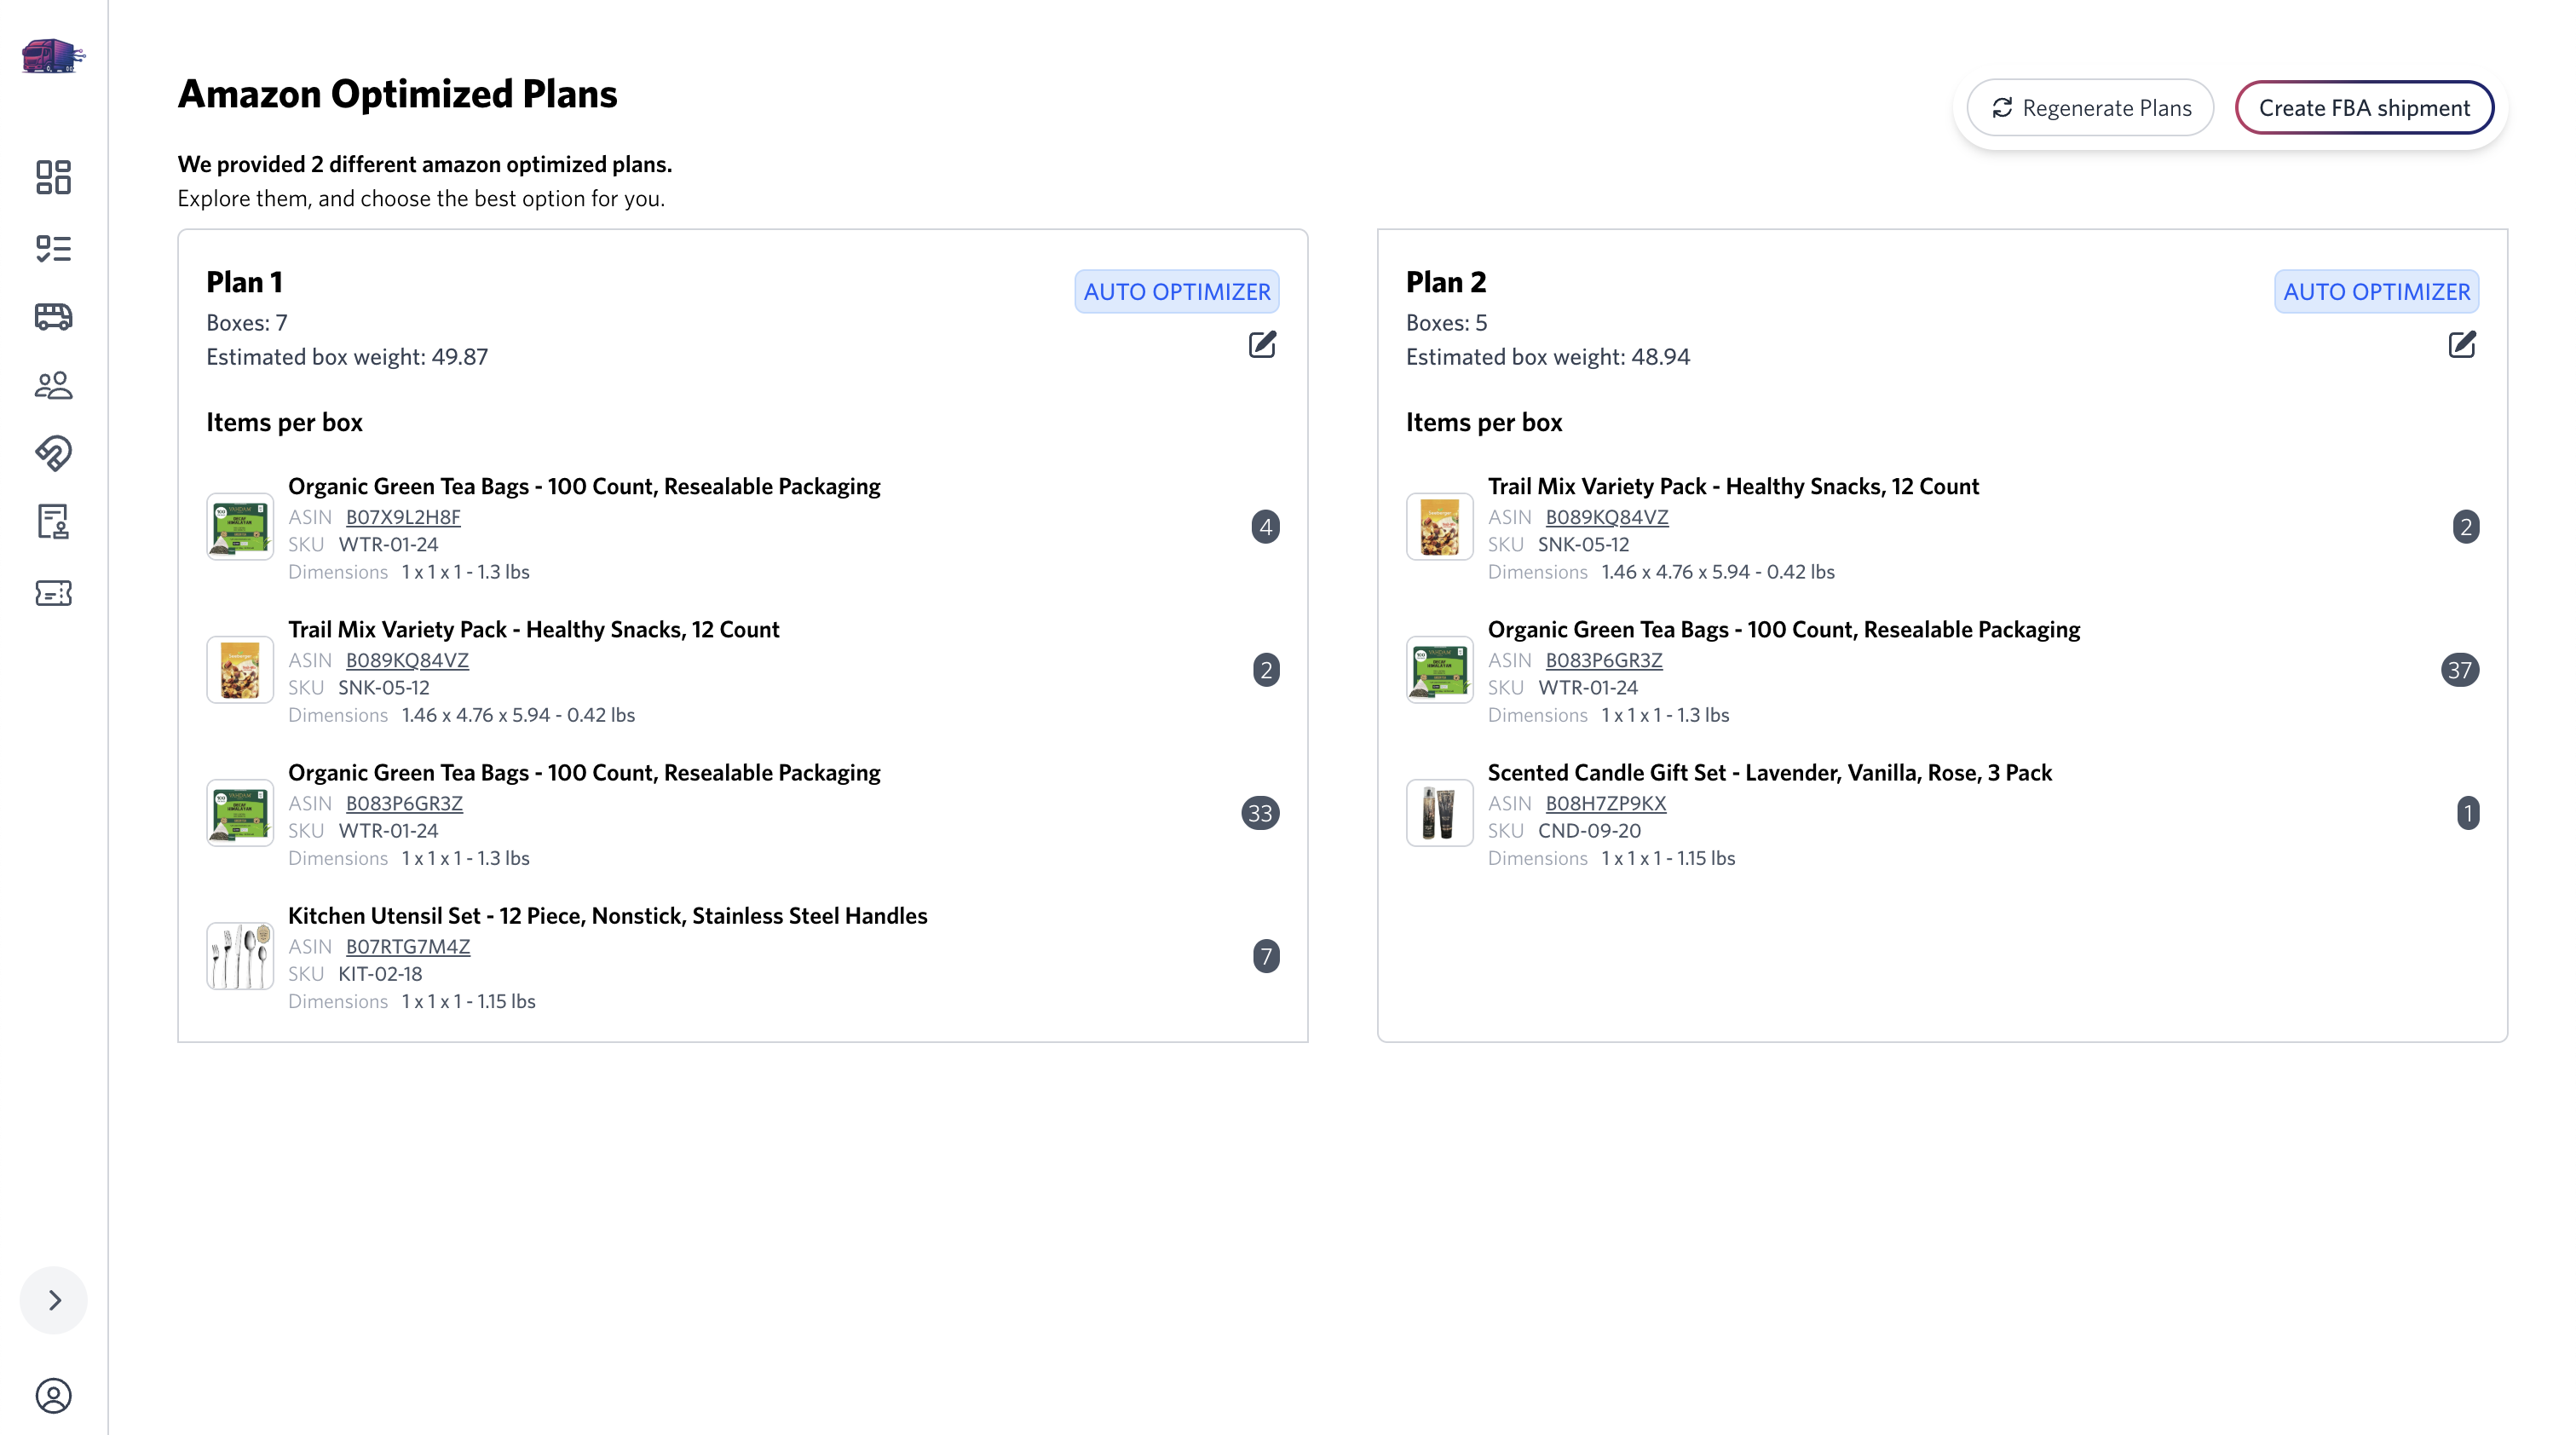 Amazon Optimized Plans
Regenerate Plans
Create FBA shipment
We provided 2 different amazon optimized plans.
Explore them, and choose the best option for you.
Plan 1
AUTO OPTIMIZER
Boxes: 7
Estimated box weight: 49.87
Items per box
Organic Green Tea Bags - 100 Count, Resealable Packaging
ASIN B07X9L2H8F
SKU WTR-01-24
Dimensions 1 x 1 x 1 - 1.3 lbs
4
Trail Mix Variety Pack - Healthy Snacks, 12 Count
ASIN B089KQ84VZ
SKU SNK-05-12
Dimensions 1.46 x 4.76 x 5.94 - 0.42 lbs
2
Organic Green Tea Bags - 100 Count, Resealable Packaging
ASIN B083P6GR3Z
SKU WTR-01-24
Dimensions 1 x 1 x 1 - 1.3 lbs
33
Kitchen Utensil Set - 12 Piece, Nonstick, Stainless Steel Handles
ASIN B07RTG7M4Z
SKU KIT-02-18
Dimensions 1 x 1 x 1 - 1.15 lbs
7
Plan 2
AUTO OPTIMIZER
Boxes: 5
Estimated box weight: 48.94
Items per box
Trail Mix Variety Pack - Healthy Snacks, 12 Count
ASIN B089KQ84VZ
SKU SNK-05-12
Dimensions 1.46 x 4.76 x 5.94 - 0.42 lbs
2
Organic Green Tea Bags - 100 Count, Resealable Packaging
ASIN B083P6GR3Z
SKU WTR-01-24
Dimensions 1 x 1 x 1 - 1.3 lbs
37
Scented Candle Gift Set - Lavender, Vanilla, Rose, 3 Pack
ASIN B08H7ZP9KX
SKU CND-09-20
Dimensions 1 x 1 x 1 - 1.15 lbs
1